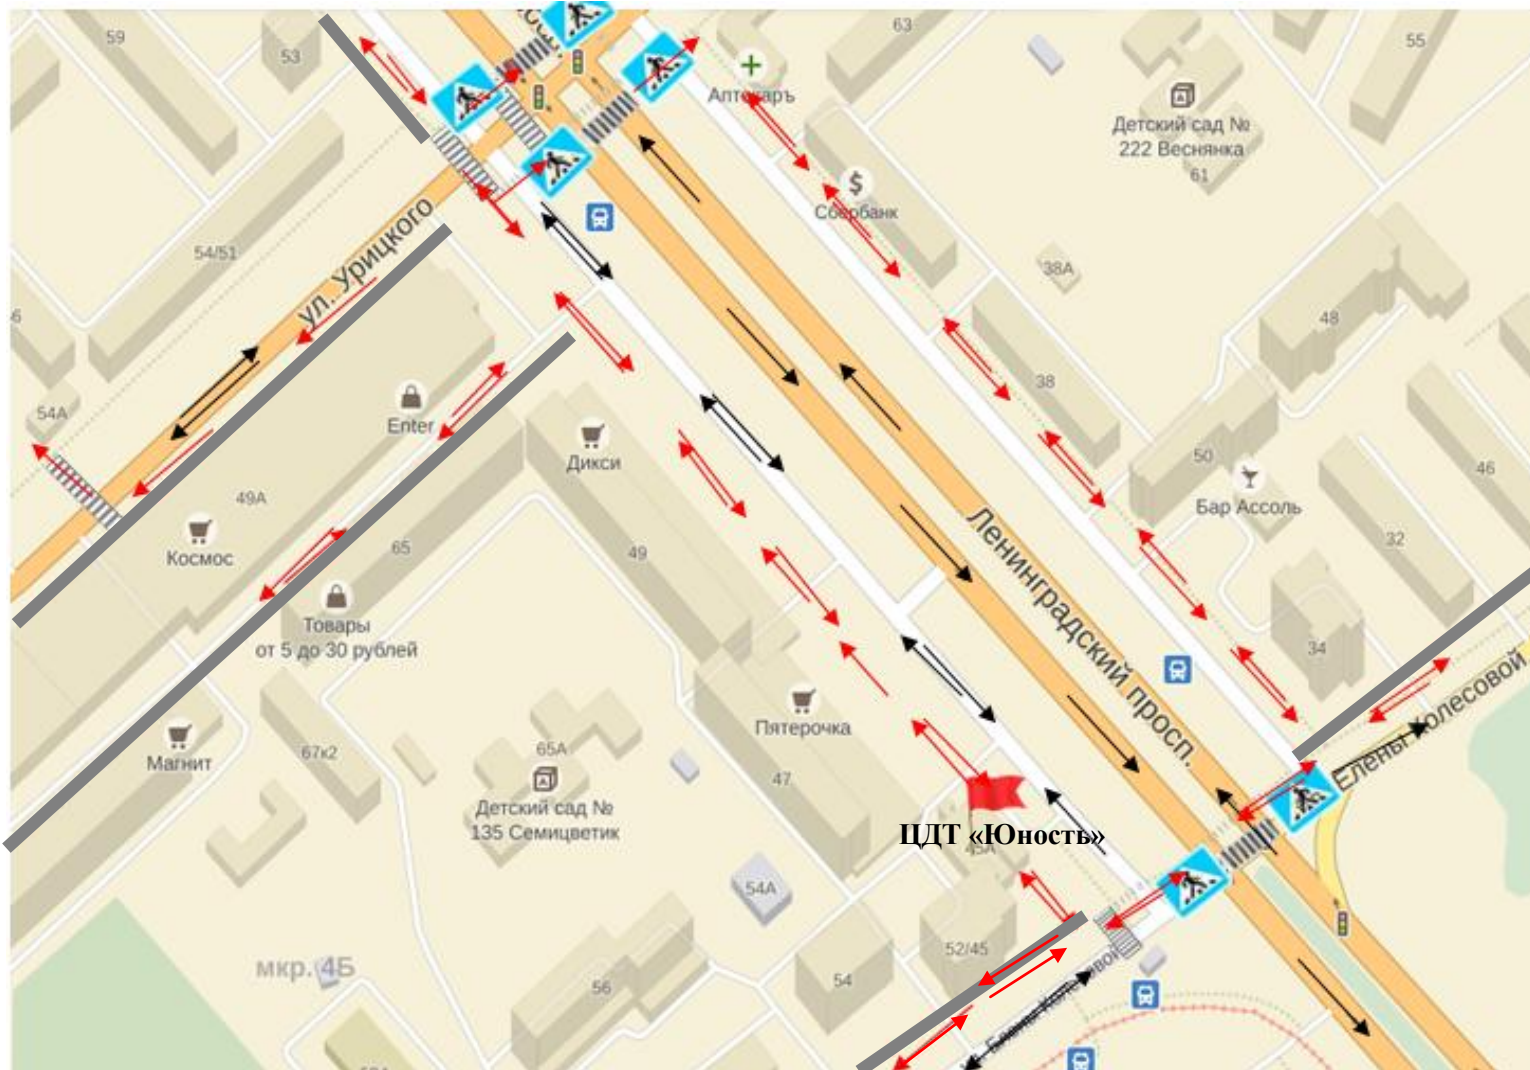 63
59
53
55
Аптекаръ
Детский сад №
222 Веснянка
61
Сбербанк
54/51
ул. Урицкого
38А
48
54А
38
Enter
Дикси
50
46
Бар Ассоль
49А
Космос
65
49
32
Ленинградский просп.
Товары
от 5 до 30 рублей
34
Пятерочка
Елены Колесовой
Магнит
67к2
65А
47
Детский сад №
135 Семицветик
ЦДТ «Юность»
45А
54А
52/45
мкр. 4Б
56
54